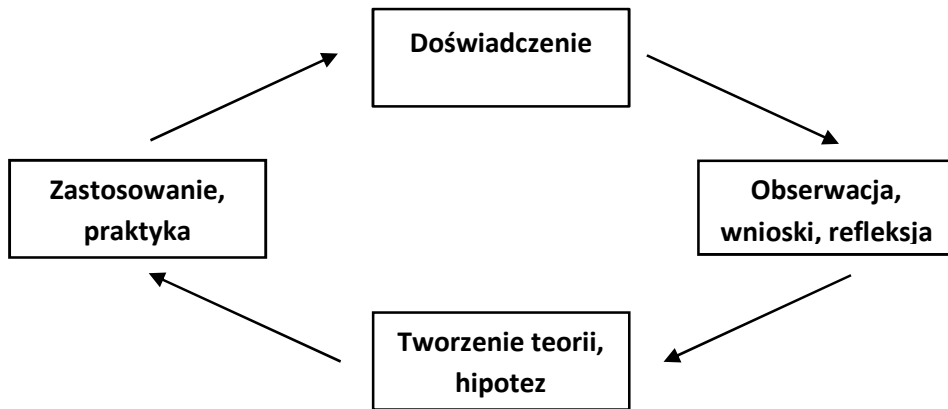 Doświadczenie
Zastosowanie,
praktyka
Obserwacja,
wnioski, refleksja
Tworzenie teorii,
hipotez